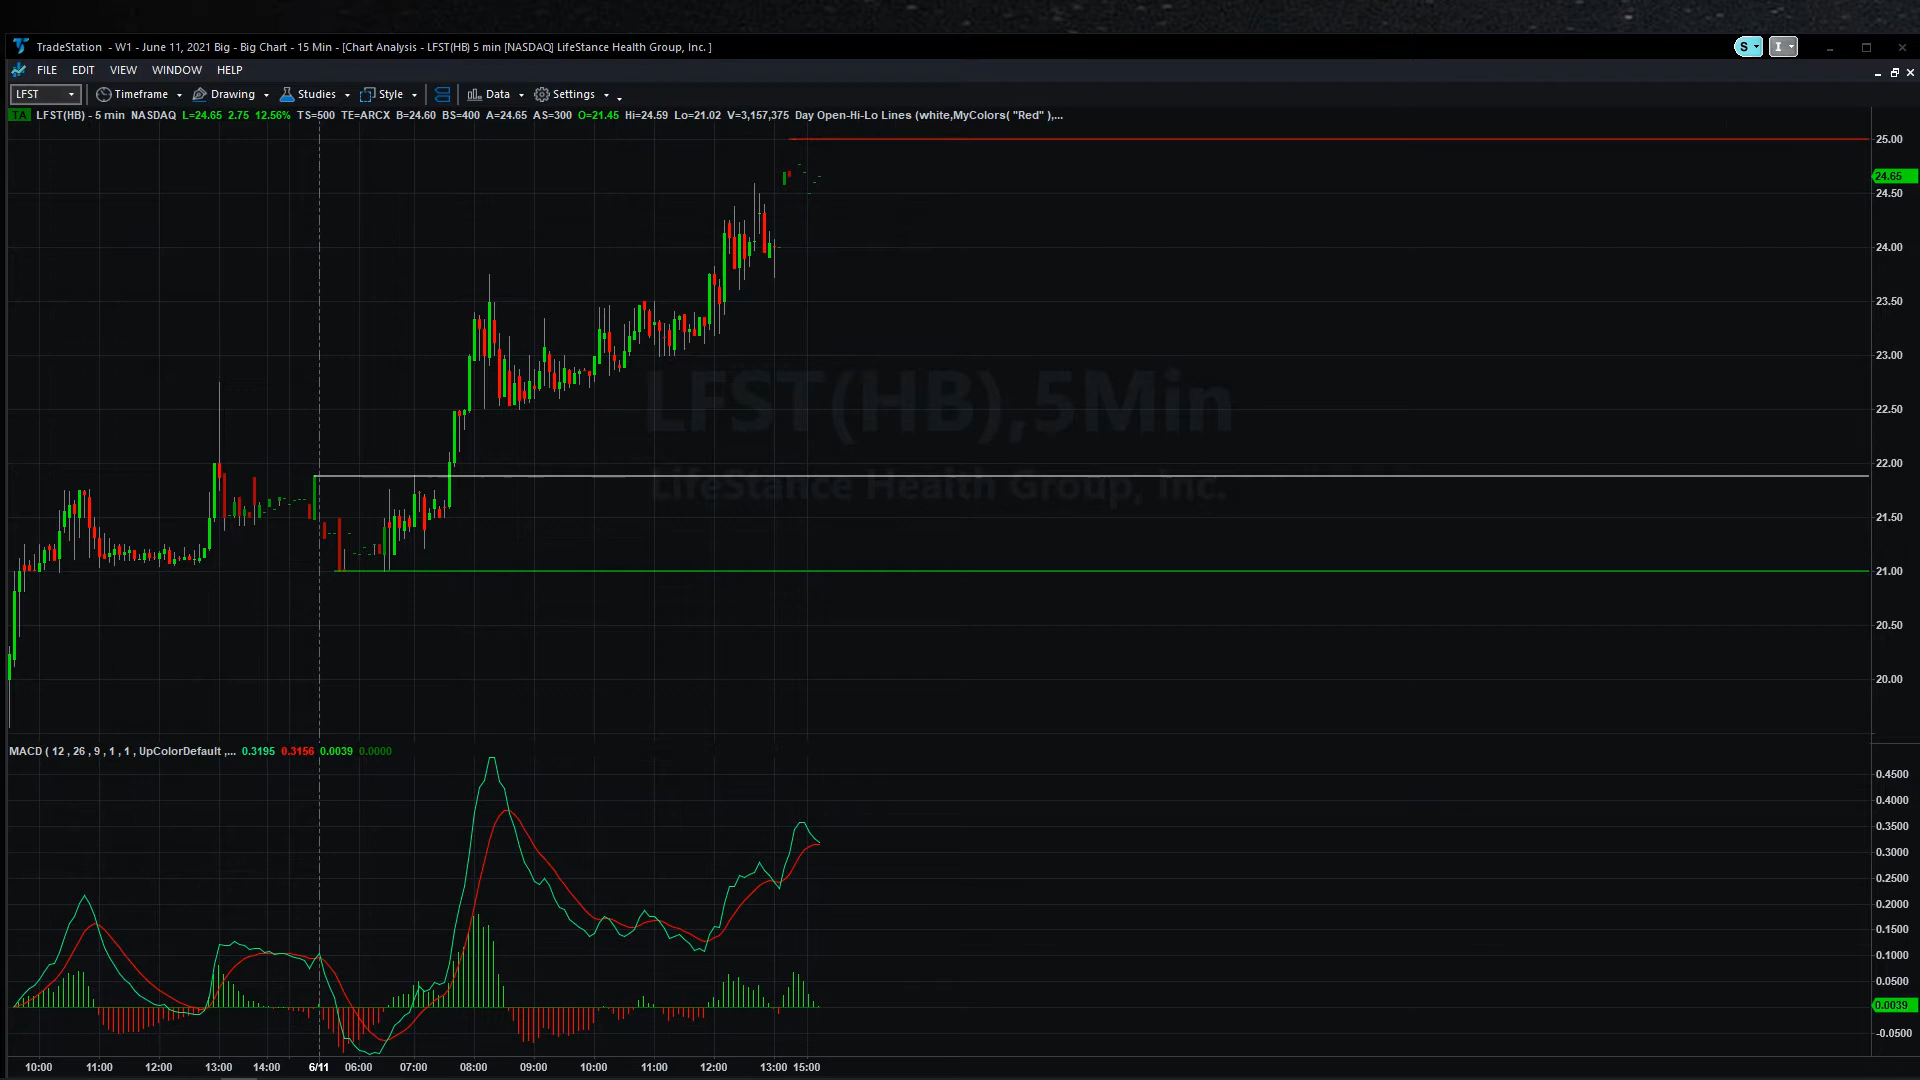 TradeStation - W1 - June 11, 2021 Big - Big Chart - 15 Min - [Chart Analysis - LFST(HB) 5 min [NASDAQ] LifeStance Health Group, Inc. ]
S I
FILE EDIT VIEW WINDOW HELP
LFST Timeframe Drawing Studies Style Data Settings
TA LFST(HB) - 5 min NASDAQ L=24.65 2.75 12.56% TS=500 TE=ARCX B=24.60 BS=400 A=24.65 AS=300 O=21.45 Hi=24.59 Lo=21.02 V=3,157,375 Day Open-Hi-Lo Lines (white,MyColors( "Red" ),...
25.00
24.65
24.50
24.00
23.50
23.00
LFST(HB),5Min
22.50
22.00
LifeStance Health Group, Inc.
21.50
21.00
20.50
20.00
MACD ( 12 , 26 , 9 , 1 , 1 , UpColorDefault ,... 0.3195 0.3156 0.0039 0.0000
0.4500
0.4000
0.3500
0.3000
0.2500
0.2000
0.1500
0.1000
0.0500
0.0039
-0.0500
10:00 11:00 12:00 13:00 14:00 6/11 06:00 07:00 08:00 09:00 10:00 11:00 12:00 13:00 15:00